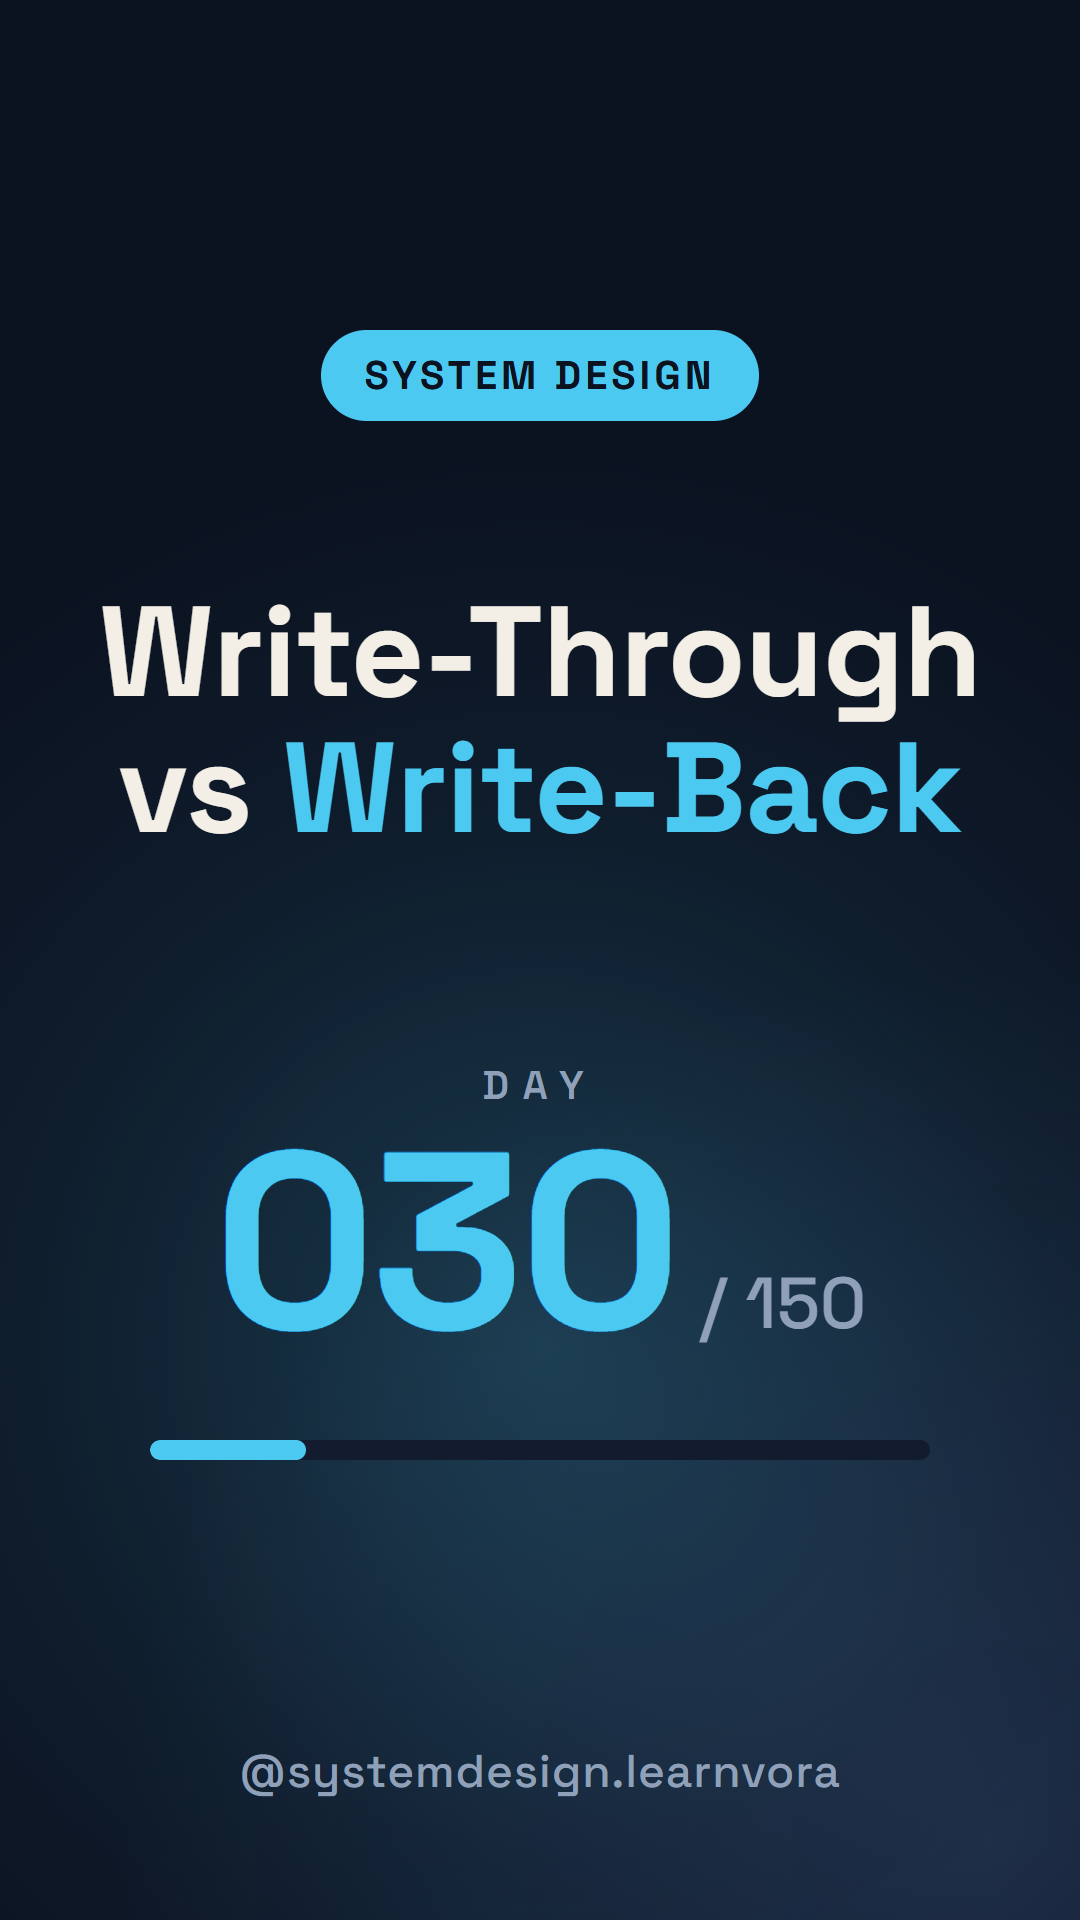 SYSTEM DESIGN
Write-Through
vs Write-Back
DAY
030 / 150
@systemdesign.learnvora